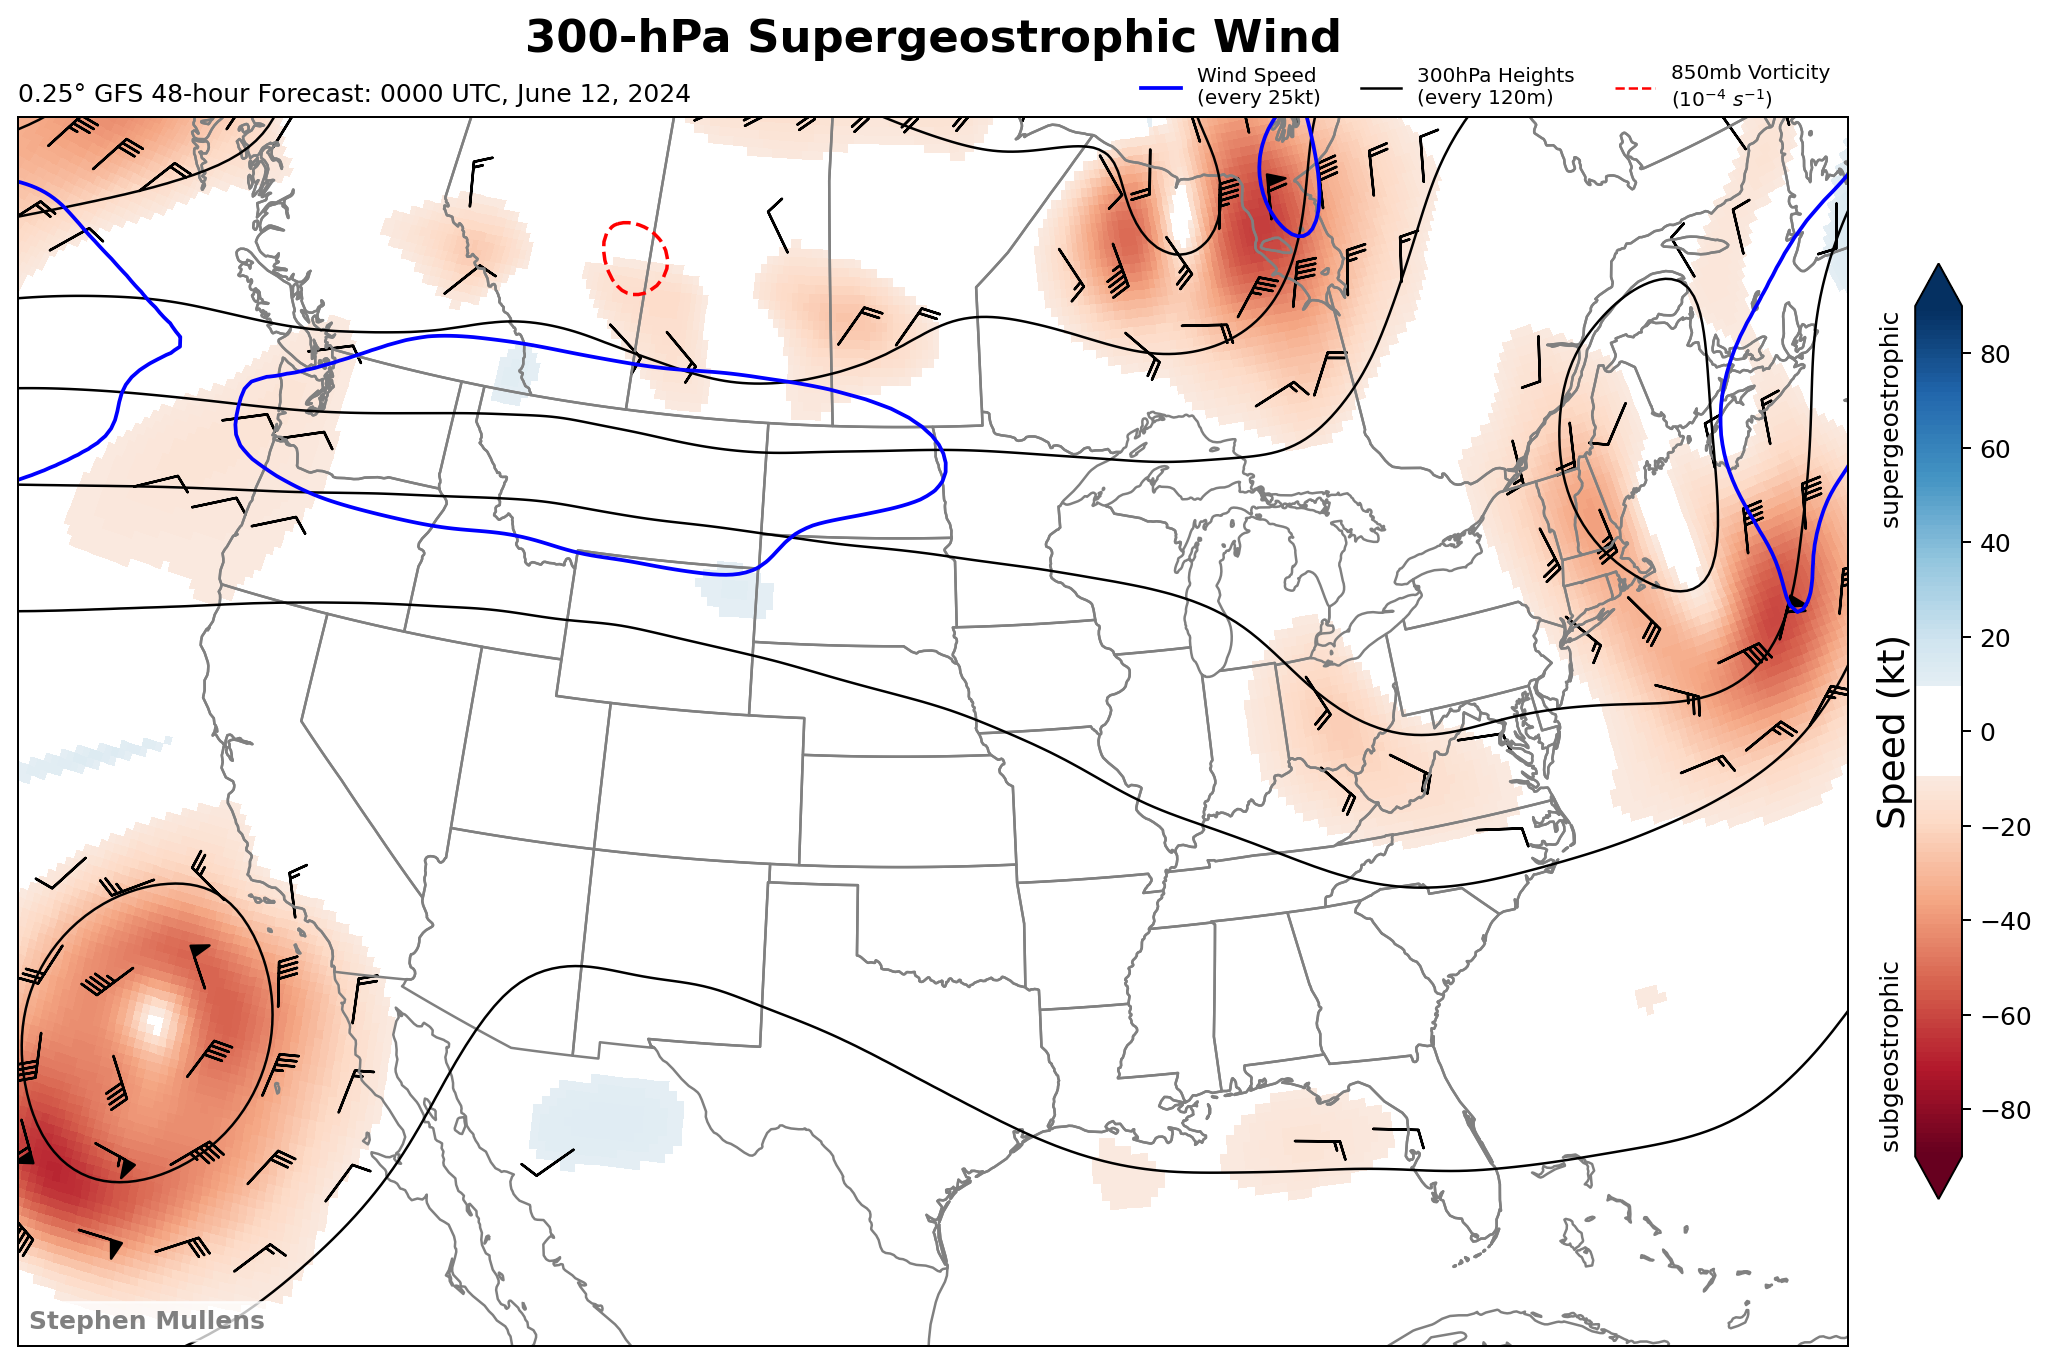 300-hPa Supergeostrophic Wind
0.25° GFS 48-hour Forecast: 0000 UTC, June 12, 2024
Wind Speed
(every 25kt)
300hPa Heights
(every 120m)
850mb Vorticity
(10⁻⁴ s⁻¹)
supergeostrophic
Speed (kt)
subgeostrophic
80
60
40
20
0
−20
−40
−60
−80
Stephen Mullens